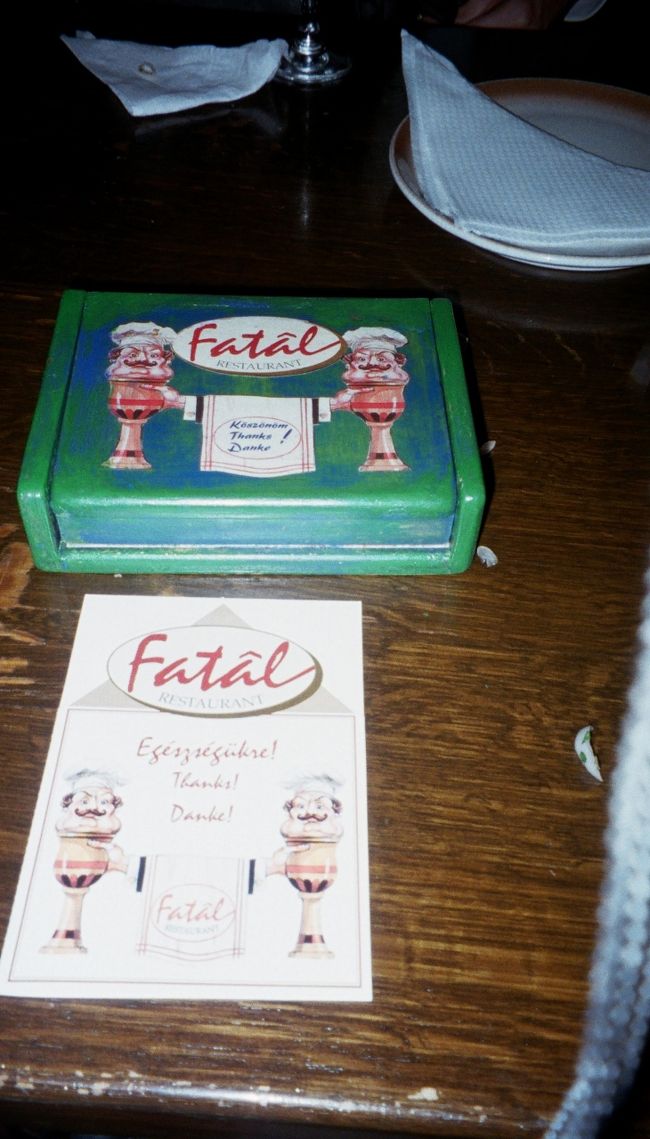 Fatâl
RESTAURANT
Köszönöm
Thanks !
Danke
Fatâl
RESTAURANT
Egészségükre!
Thanks!
Danke!
Fatâl
RESTAURANT